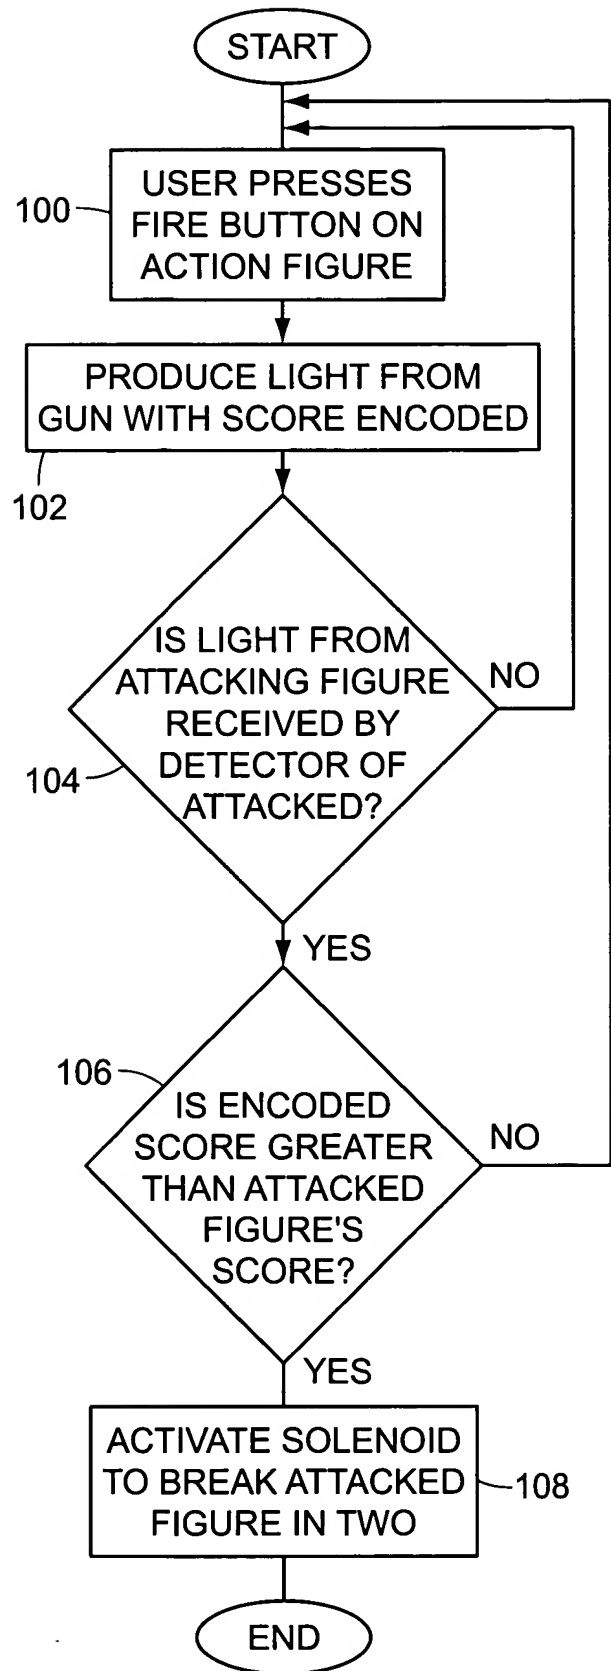 START
100
USER PRESSES
FIRE BUTTON ON
ACTION FIGURE
PRODUCE LIGHT FROM
GUN WITH SCORE ENCODED
102
IS LIGHT FROM
ATTACKING FIGURE
RECEIVED BY
DETECTOR OF
ATTACKED?
NO
104
YES
106
IS ENCODED
SCORE GREATER
THAN ATTACKED
FIGURE'S
SCORE?
NO
YES
ACTIVATE SOLENOID
TO BREAK ATTACKED
FIGURE IN TWO
108
END